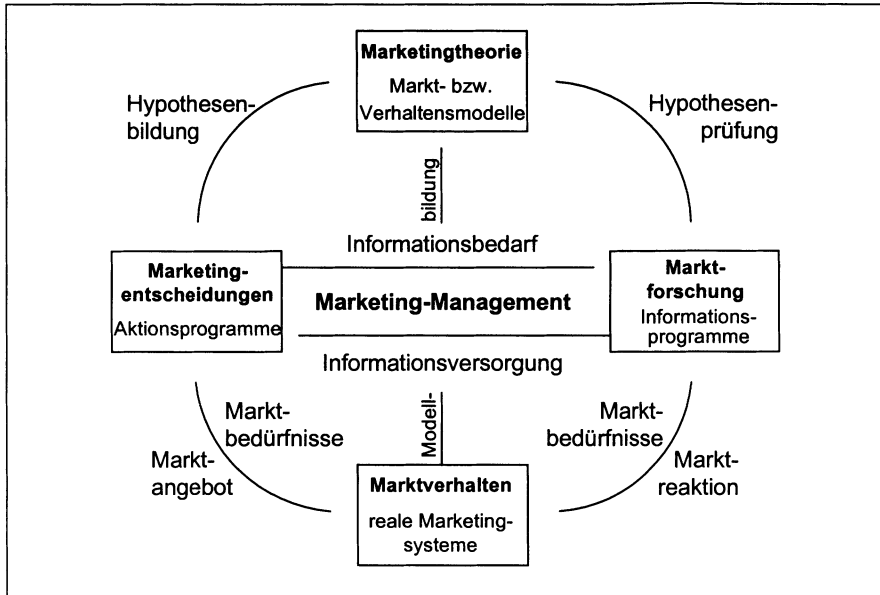 Marketingtheorie
Markt- bzw.
Verhaltensmodelle
Hypothesen-
bildung
Hypothesen-
prüfung
bildung
Informationsbedarf
Marketing-
entscheidungen
Aktionsprogramme
Marketing-Management
Markt-
forschung
Informations-
programme
Informationsversorgung
Modell-
Markt-
bedürfnisse
Markt-
angebot
Markt-
bedürfnisse
Markt-
reaktion
Marktverhalten
reale Marketing-
systeme